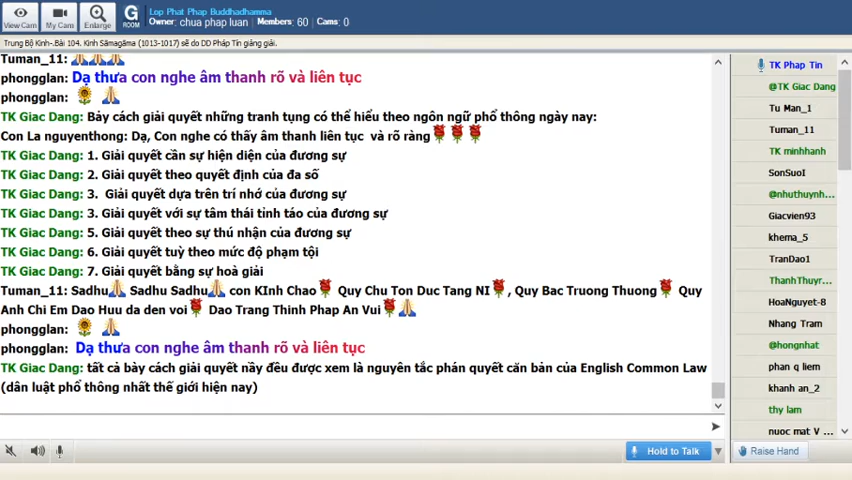 Lop Phat Phap Buddhadhamma
Owner: chua phap luan Members: 60 Cams: 0
View Cam
My Cam
Enlarge
G
ROOM
Trung Bộ Kinh-.Bài 104. Kinh Sāmagāma (1013-1017) sẽ do DD Pháp Tín giảng giải.
Tuman_11:
phongglan: Dạ thưa con nghe âm thanh rõ và liên tục
phongglan:
TK Giac Dang: Bảy cách giải quyết những tranh tụng có thể hiểu theo ngôn ngữ phổ thông ngày nay:
Con La nguyenthong: Dạ, Con nghe có thấy âm thanh liên tục và rõ ràng
TK Giac Dang: 1. Giải quyết cần sự hiện diện của đương sự
TK Giac Dang: 2. Giải quyết theo quyết định của đa số
TK Giac Dang: 3. Giải quyết dựa trên trí nhớ của đương sự
TK Giac Dang: 3. Giải quyết với sự tâm thái tỉnh táo của đương sự
TK Giac Dang: 5. Giải quyết theo sự thú nhận của đương sự
TK Giac Dang: 6. Giải quyết tuỳ theo mức độ phạm tội
TK Giac Dang: 7. Giải quyết bằng sự hoà giải
Tuman_11: Sadhu Sadhu Sadhu con KInh Chao Quy Chu Ton Duc Tang NI , Quy Bac Truong Thuong Quy
Anh Chi Em Dao Huu da den voi Dao Trang Thinh Phap An Vui
phongglan:
phongglan: Dạ thưa con nghe âm thanh rõ và liên tục
TK Giac Dang: tất cả bảy cách giải quyết nầy đều được xem là nguyên tắc phán quyết căn bản của English Common Law
(dân luật phổ thông nhất thế giới hiện nay)
Hold to Talk
TK Phap Tin
@TK Giac Dang
Tu Man_1
Tuman_11
TK minhhanh
SonSuoI
@nhuthuynh...
Giacvien93
khema_5
TranDao1
ThanhThuyr...
HoaNguyet-8
Nhang Tram
@hongnhat
phan q liem
khanh an_2
thy lam
nuoc mat V ...
Raise Hand